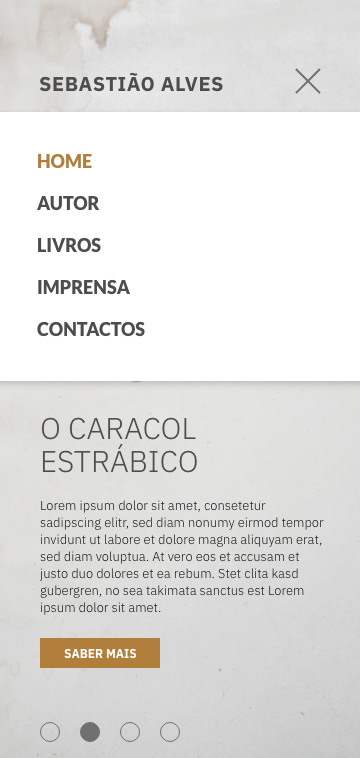 SEBASTIÃO ALVES
HOME
AUTOR
LIVROS
IMPRENSA
CONTACTOS
O CARACOL
ESTRÁBICO
Lorem ipsum dolor sit amet, consetetur
sadipscing elitr, sed diam nonumy eirmod tempor
invidunt ut labore et dolore magna aliquyam erat,
sed diam voluptua. At vero eos et accusam et
justo duo dolores et ea rebum. Stet clita kasd
gubergren, no sea takimata sanctus est Lorem
ipsum dolor sit amet.
SABER MAIS